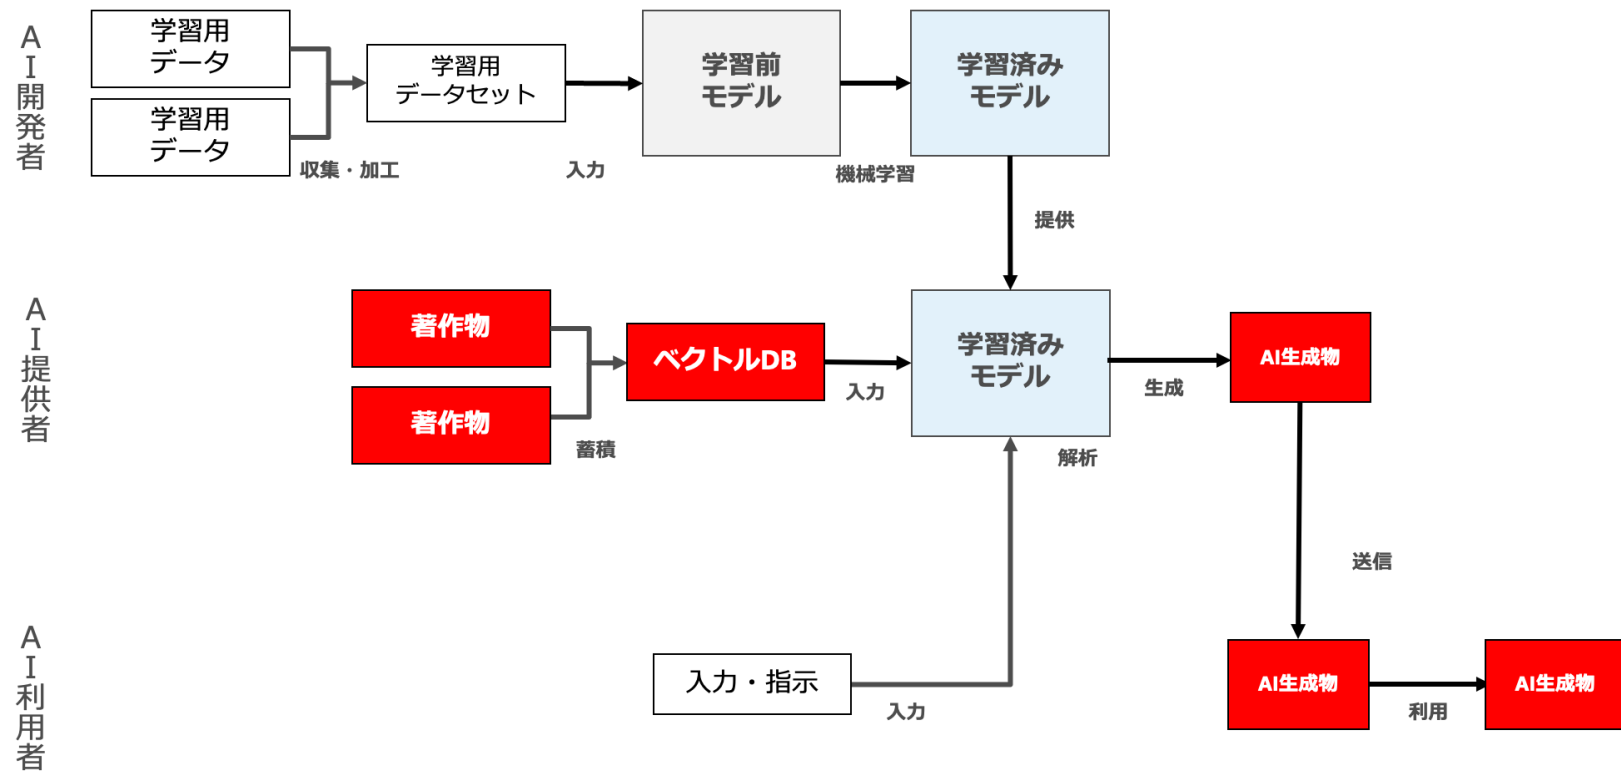 AI開発者
学習用
データ
学習用
データ
収集・加工
学習用
データセット
入力
学習前
モデル
機械学習
学習済み
モデル
提供
AI提供者
著作物
著作物
蓄積
ベクトルDB
入力
学習済み
モデル
解析
生成
AI生成物
送信
AI利用者
入力・指示
入力
AI生成物
利用
AI生成物